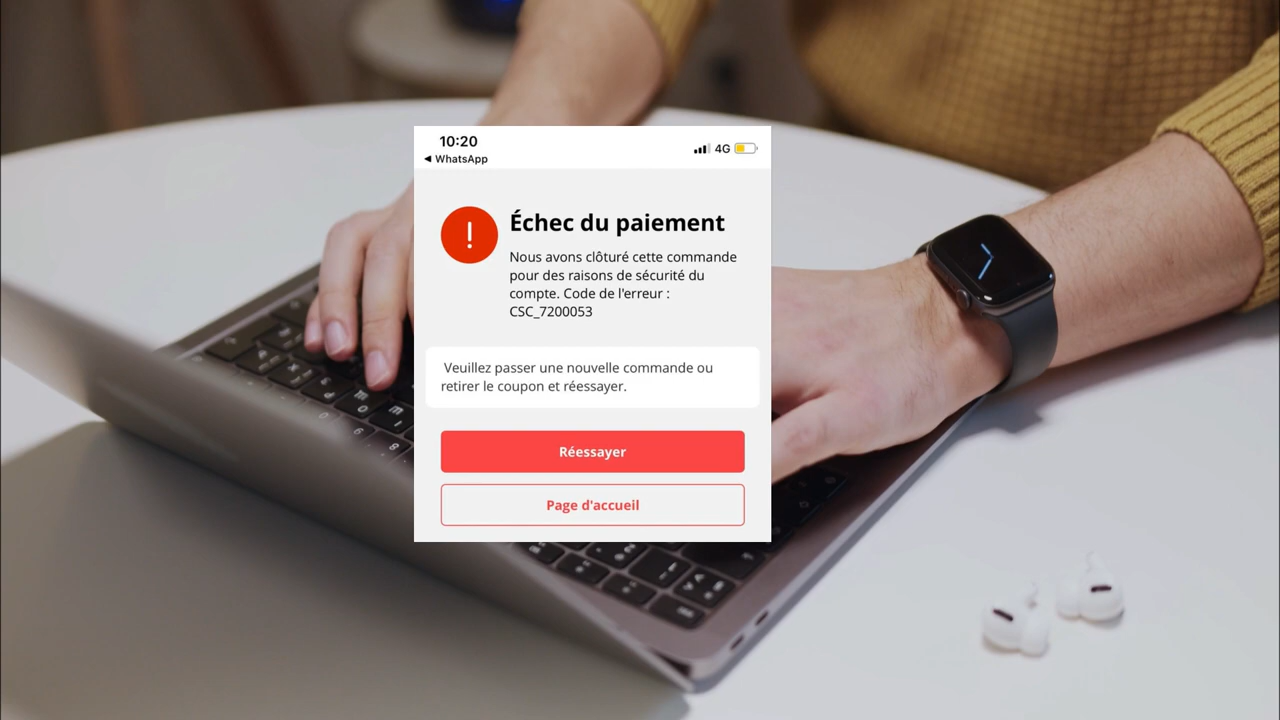 10:20
◀ WhatsApp
4G
Échec du paiement
Nous avons clôturé cette commande
pour des raisons de sécurité du
compte. Code de l'erreur :
CSC_7200053
Veuillez passer une nouvelle commande ou
retirer le coupon et réessayer.
Réessayer
Page d'accueil